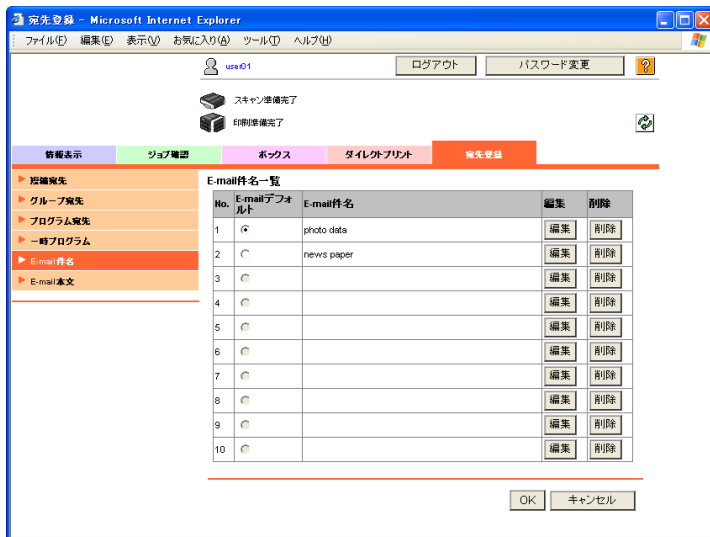 宛先登録 - Microsoft Internet Explorer
ファイル(F) 編集(E) 表示(V) お気に入り(A) ツール(T) ヘルプ(H)
user01 ログアウト パスワード変更 ?
スキャン準備完了
印刷準備完了
情報表示 ジョブ確認 ボックス ダイレクトプリント 宛先登録
短縮宛先
グループ宛先
プログラム宛先
一時プログラム
E-mail件名
E-mail本文
E-mail件名一覧
No. E-mailデフォルト E-mail件名 編集 削除
1 photo data 編集 削除
2 news paper 編集 削除
3 編集 削除
4 編集 削除
5 編集 削除
6 編集 削除
7 編集 削除
8 編集 削除
9 編集 削除
10 編集 削除
OK キャンセル